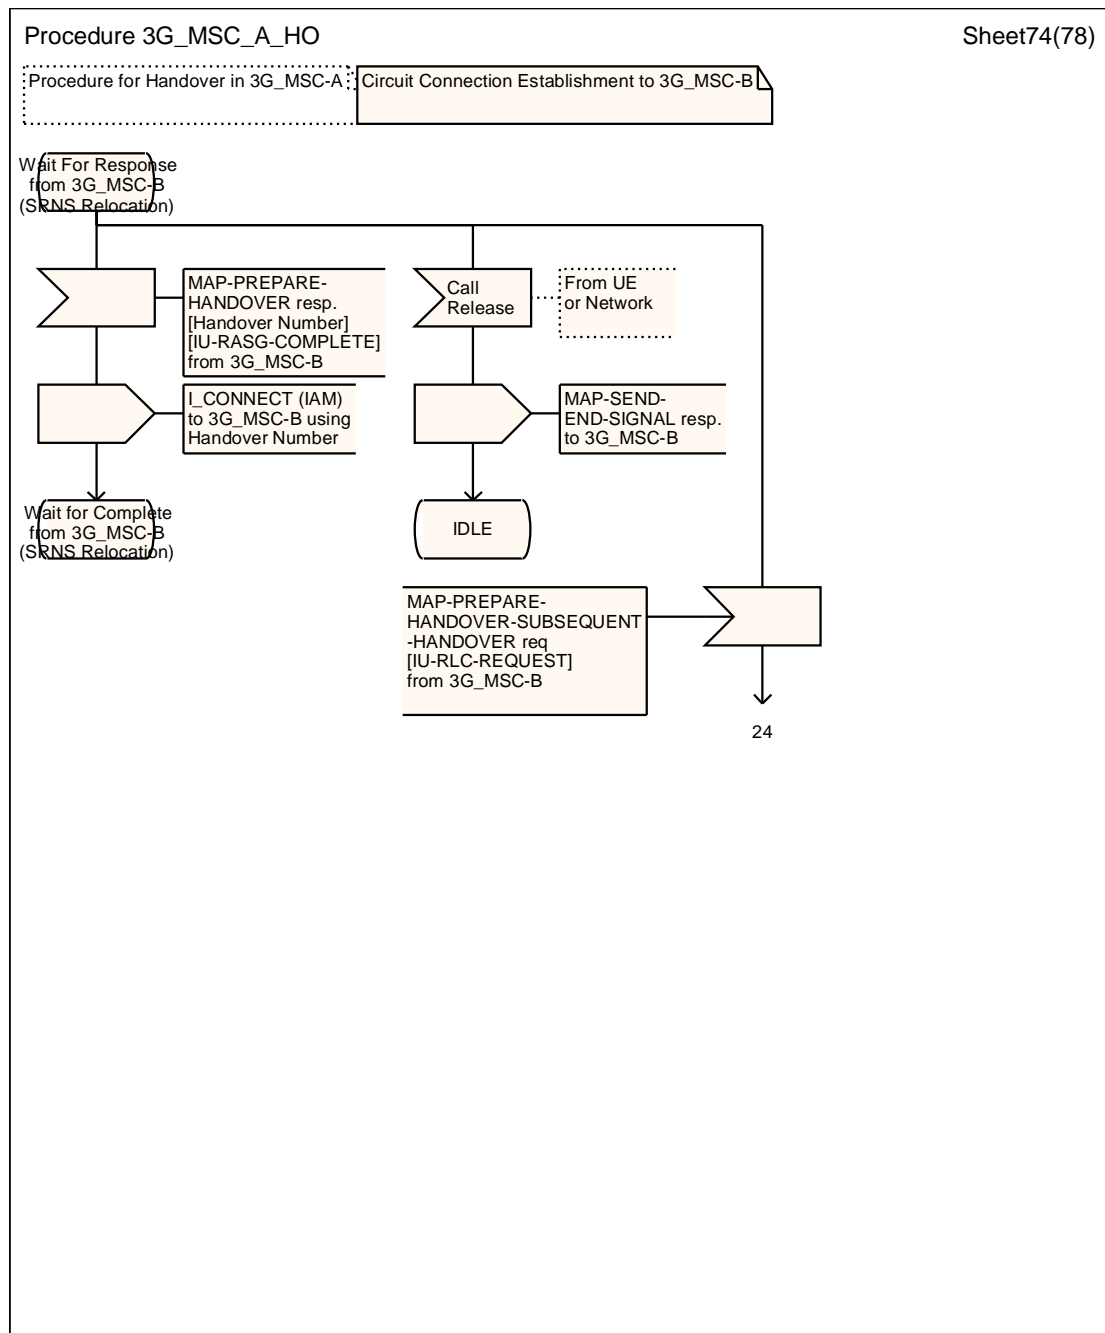 Procedure 3G_MSC_A_HO
Sheet74(78)
Procedure for Handover in 3G_MSC-A
Circuit Connection Establishment to 3G_MSC-B
Wait For Response
from 3G_MSC-B
(SRNS Relocation)
MAP-PREPARE-
HANDOVER resp.
[Handover Number]
[IU-RASG-COMPLETE]
from 3G_MSC-B
Call
Release
From UE
or Network
I_CONNECT (IAM)
to 3G_MSC-B using
Handover Number
MAP-SEND-
END-SIGNAL resp.
to 3G_MSC-B
Wait for Complete
from 3G_MSC-B
(SRNS Relocation)
IDLE
MAP-PREPARE-
HANDOVER-SUBSEQUENT
-HANDOVER req
[IU-RLC-REQUEST]
from 3G_MSC-B
24